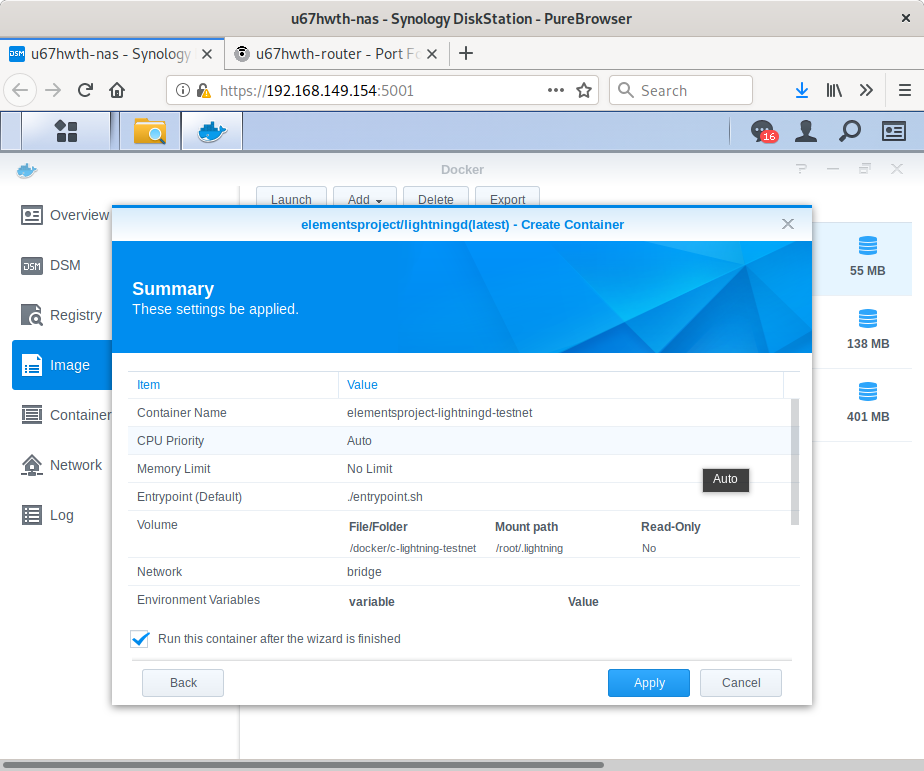 u67hwth-nas - Synology DiskStation - PureBrowser
DSM u67hwth-nas - Synology
u67hwth-router - Port Fo
https://192.168.149.154:5001
Search
16
Docker
Launch Add Delete Export
Overview
DSM DSM
Registry
Image
Container
Network
Log
55 MB
138 MB
401 MB
elementsproject/lightningd(latest) - Create Container
Summary
These settings be applied.
Item Value
Container Name elementsproject-lightningd-testnet
CPU Priority Auto
Memory Limit No Limit
Auto
Entrypoint (Default) ./entrypoint.sh
Volume File/Folder Mount path Read-Only
/docker/c-lightning-testnet /root/.lightning No
Network bridge
Environment Variables variable Value
Run this container after the wizard is finished
Back Apply Cancel